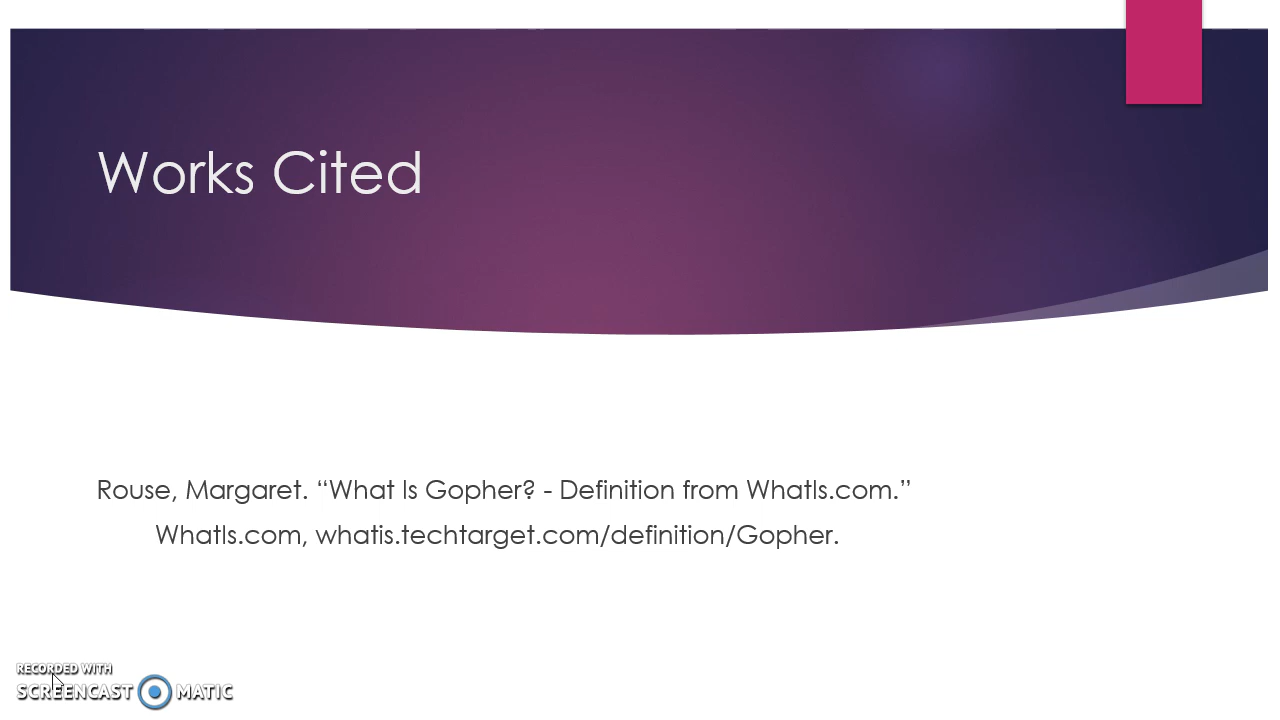 Works Cited
Rouse, Margaret. “What Is Gopher? - Definition from WhatIs.com.”
WhatIs.com, whatis.techtarget.com/definition/Gopher.
RECORDED WITH
SCREENCAST MATIC